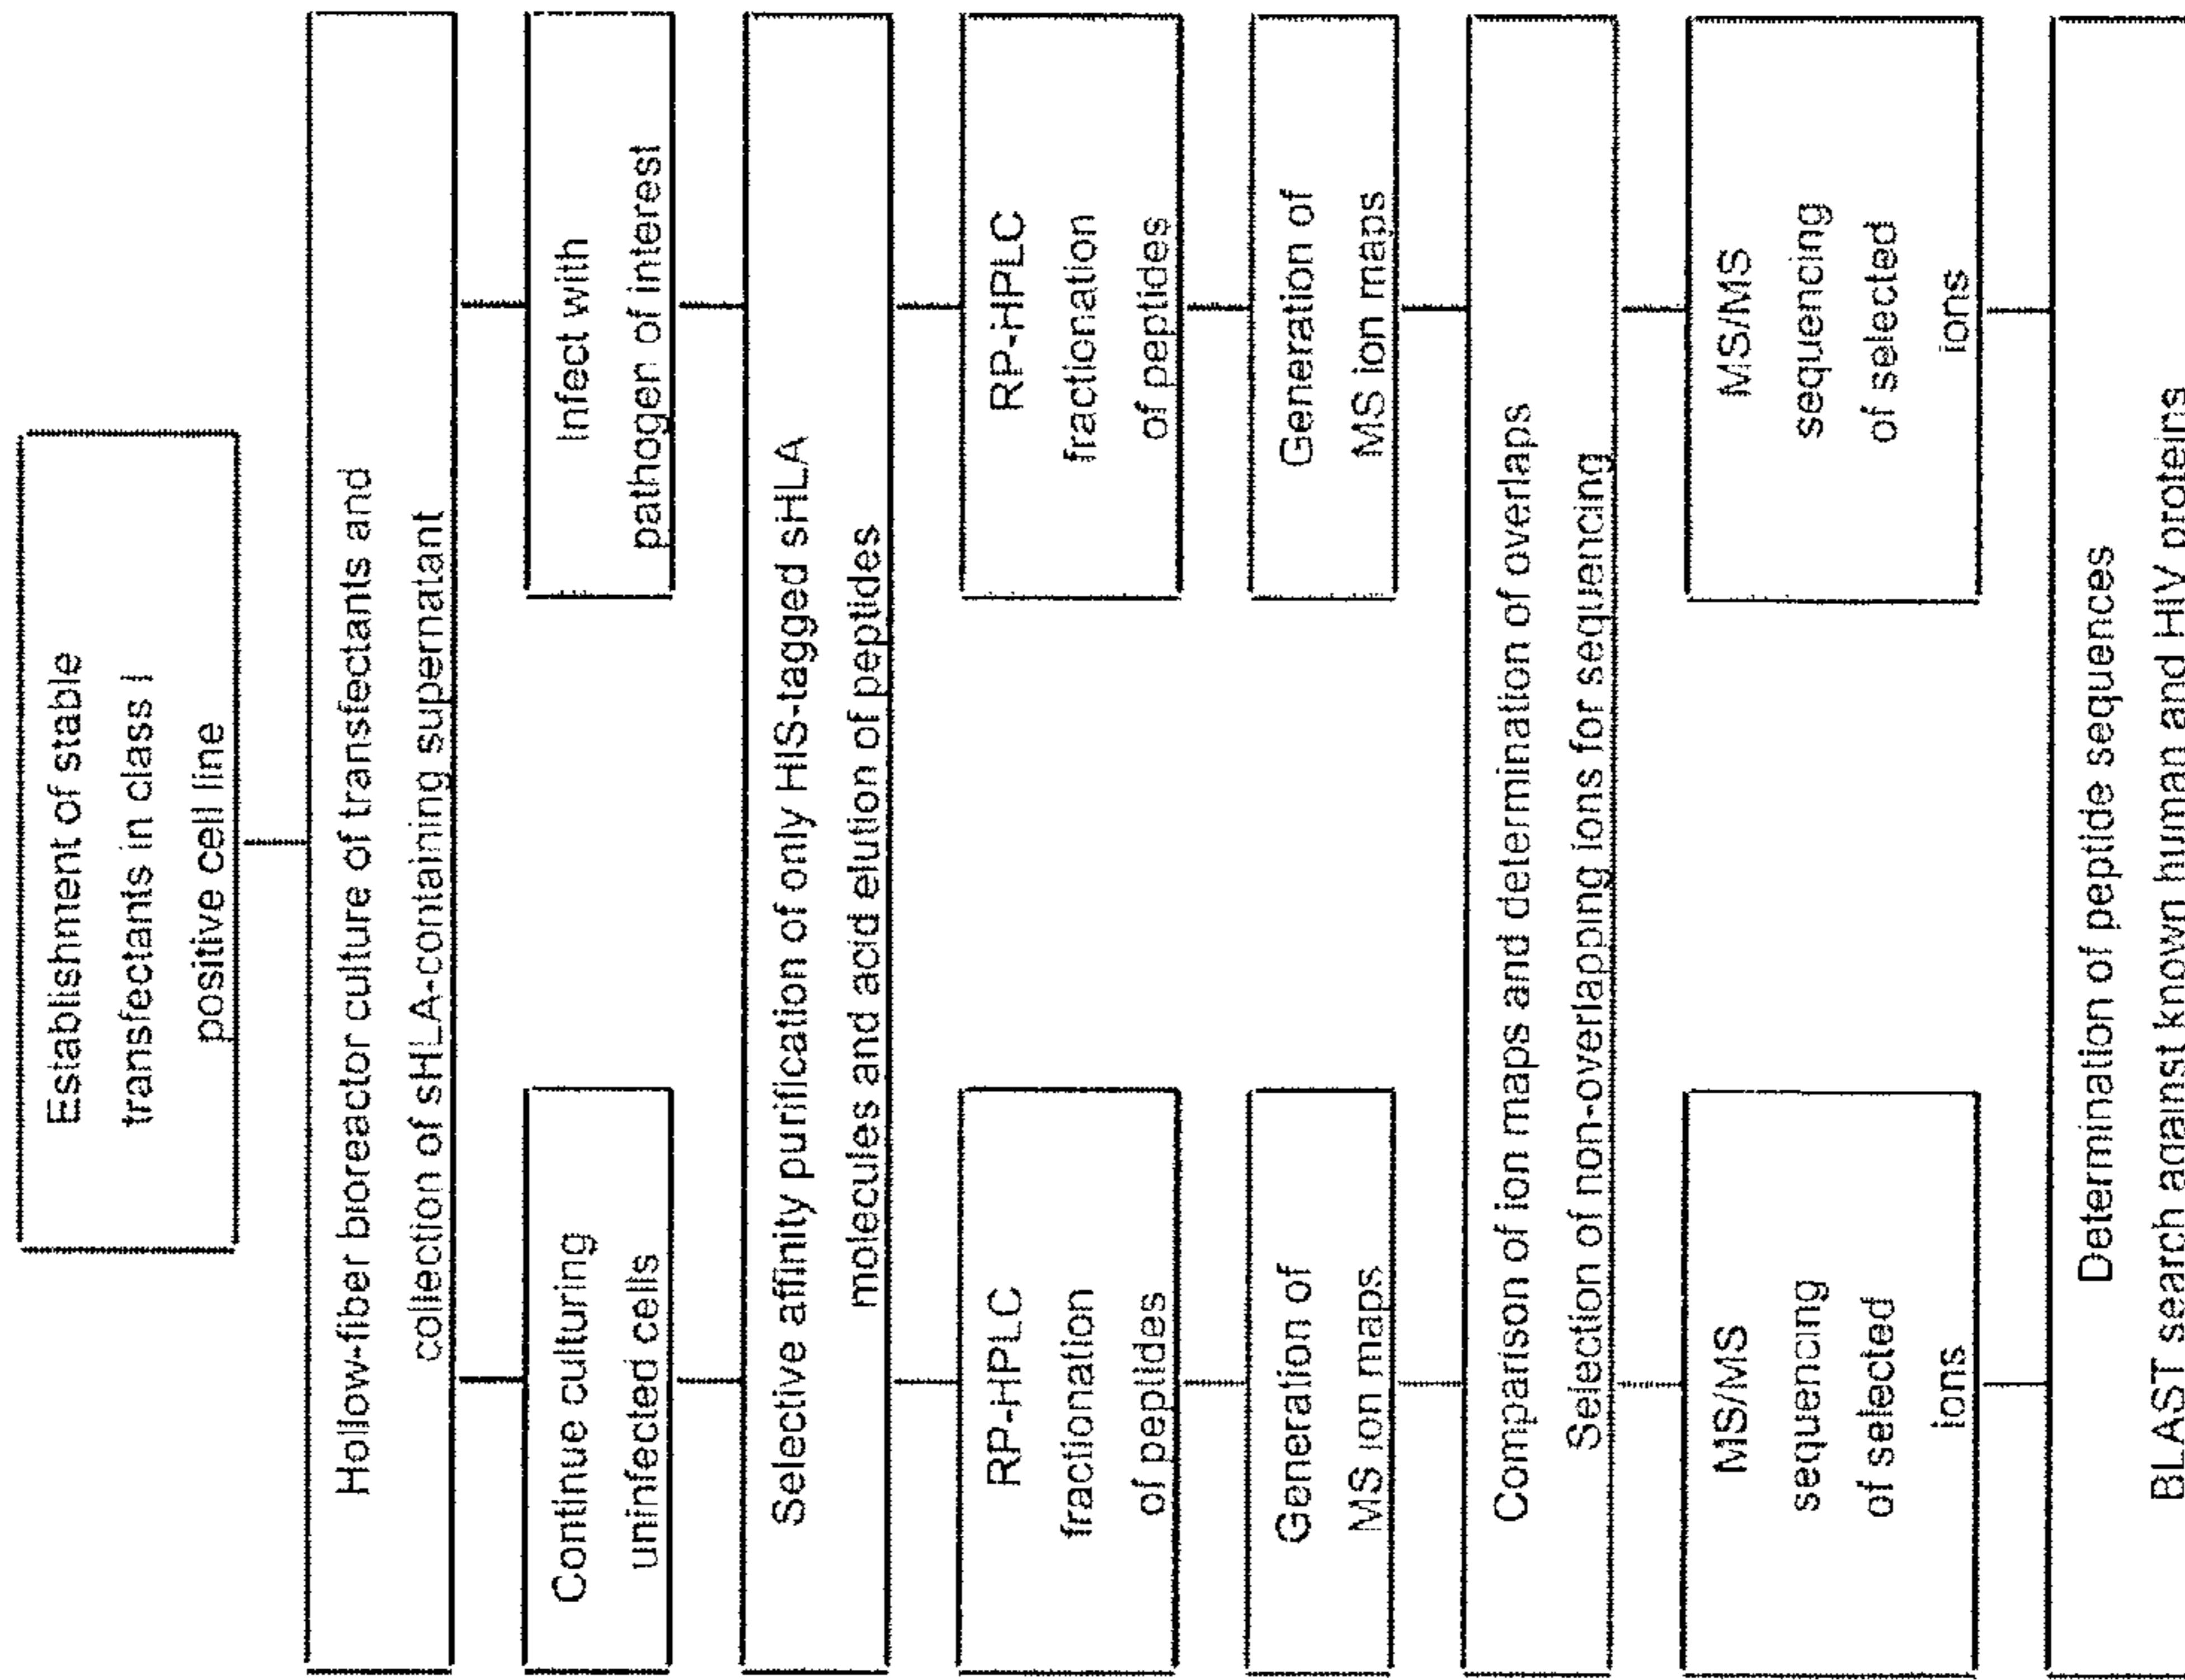 Establishment of stable
transfectants in class I
positive cell line
Hollow-fiber bioreactor culture of transfectants and
collection of sHLA-containing supernatant
Continue culturing
uninfected cells
Infect with
pathogen of interest
Selective affinity purification of only HIS-tagged sHLA
molecules and acid elution of peptides
RP-HPLC
fractionation
of peptides
RP-HPLC
fractionation
of peptides
Generation of
MS ion maps
Generation of
MS ion maps
Comparison of ion maps and determination of overlaps
Selection of non-overlapping ions for sequencing
MS/MS
sequencing
of selected
ions
MS/MS
sequencing
of selected
ions
Determination of peptide sequences
BLAST search against known human and HIV proteins